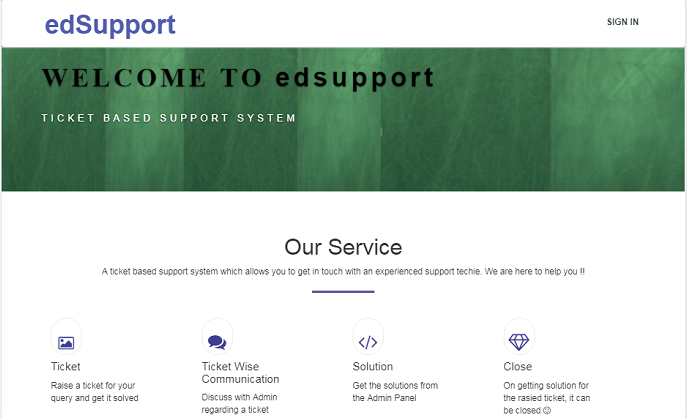 edSupport
SIGN IN
WELCOME TO edsupport
TICKET BASED SUPPORT SYSTEM
Our Service
A ticket based support system which allows you to get in touch with an experienced support techie. We are here to help you !!
Ticket
Raise a ticket for your
query and get it solved
Ticket Wise
Communication
Discuss with Admin
regarding a ticket
Solution
Get the solutions from
the Admin Panel
Close
On getting solution for
the rasied ticket, it can
be closed ☺